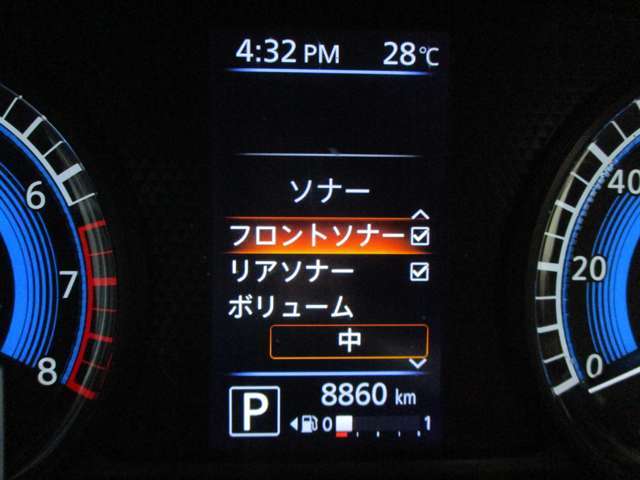 4:32 PM 28℃
ソナー
フロントソナー
6 40
リアソナー
7 20
ボリューム
中
8 0
8860 km
P 0 1